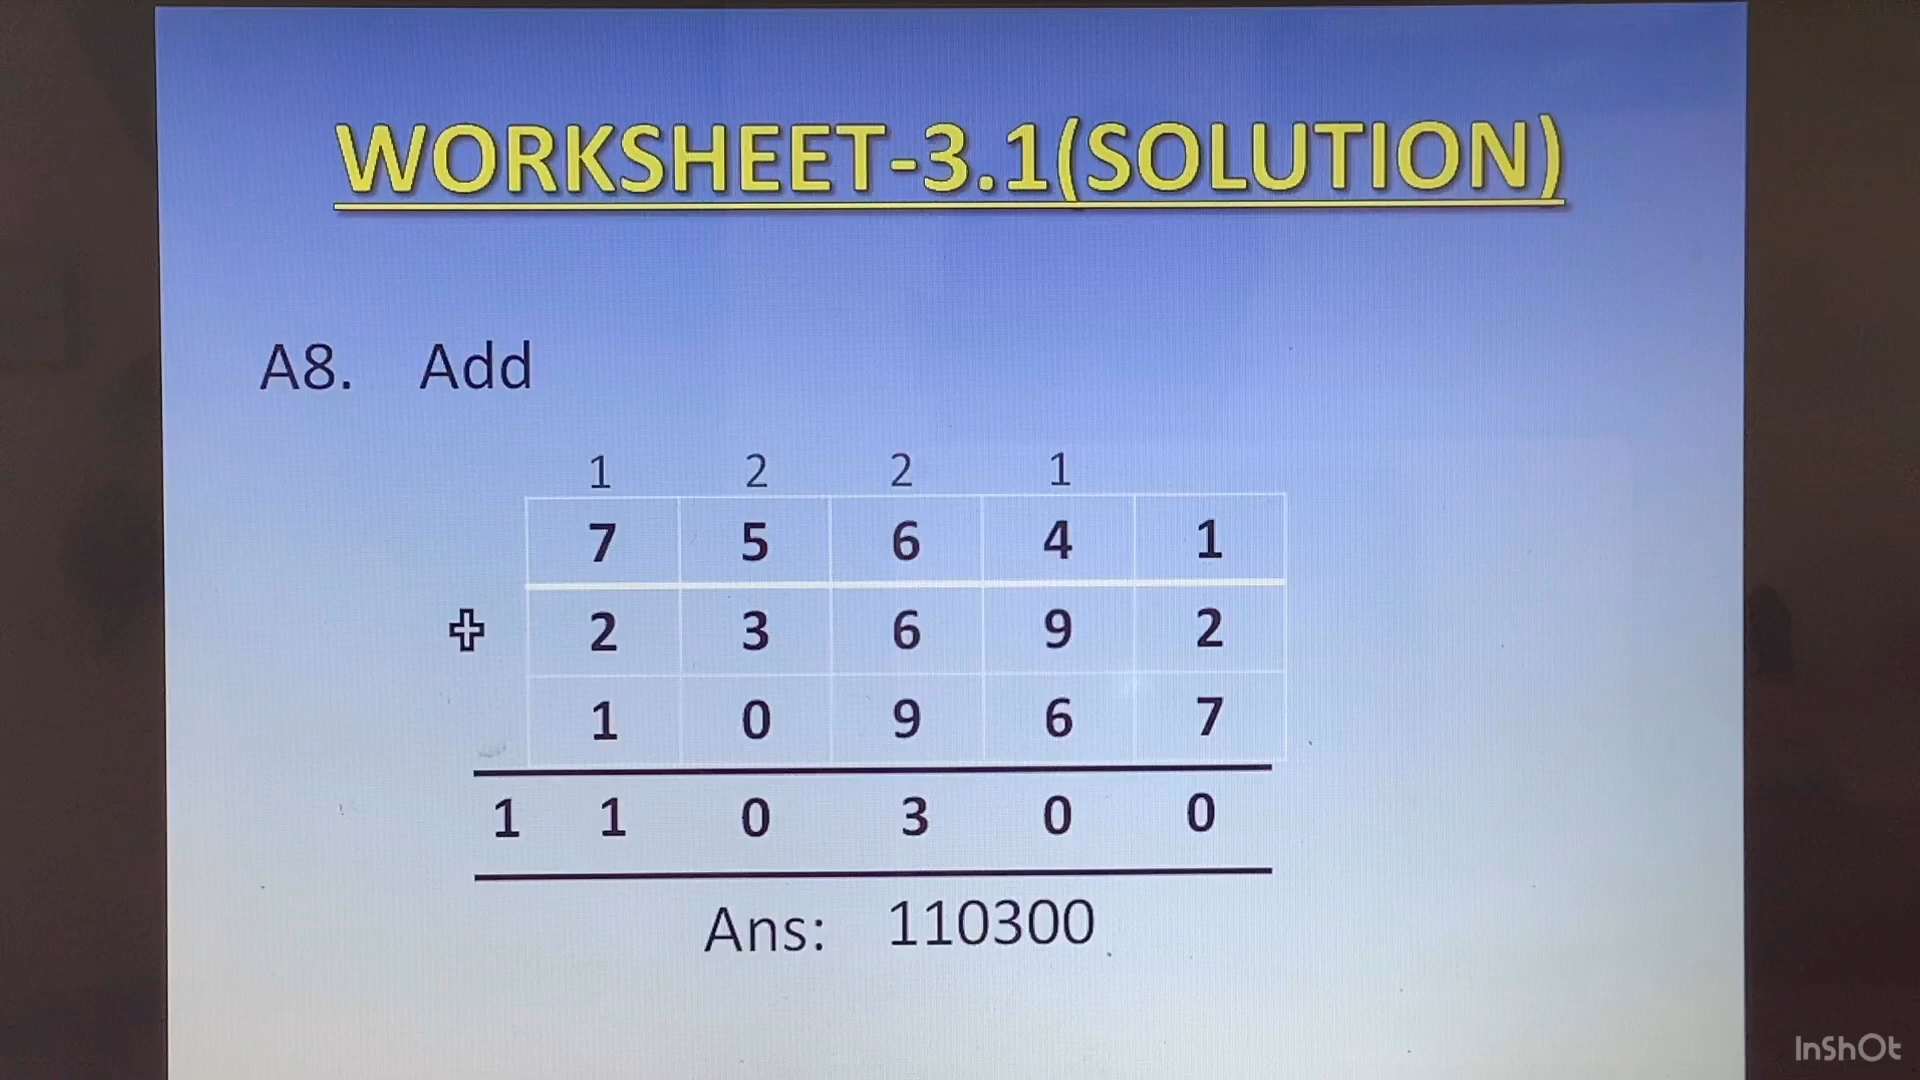 WORKSHEET-3.1(SOLUTION)
A8. Add
1 2 2 1
7 5 6 4 1
+ 2 3 6 9 2
1 0 9 6 7
1 1 0 3 0 0
Ans: 110300
InShOt